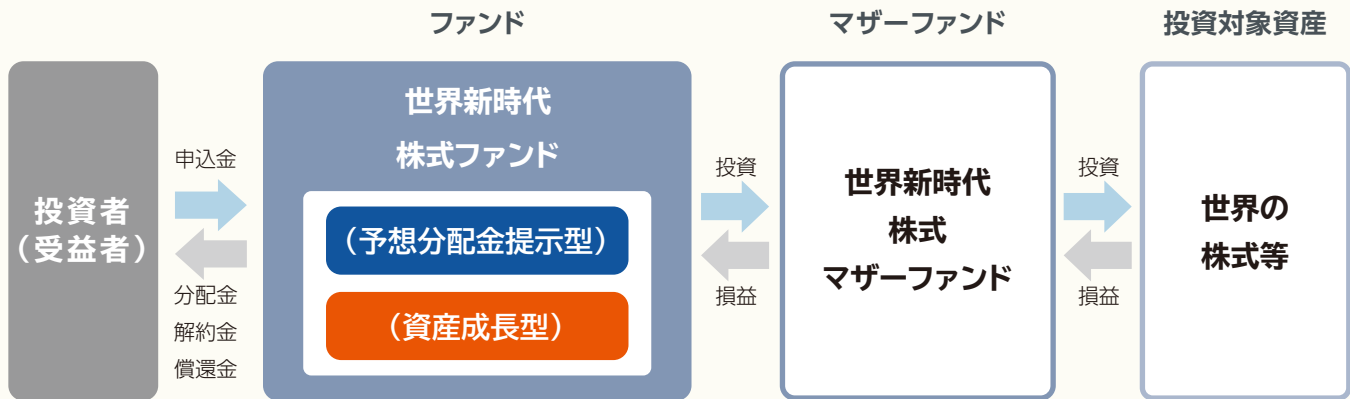 ファンド
マザーファンド
投資対象資産
投資者
（受益者）
申込金
分配金
解約金
償還金
世界新時代
株式ファンド
（予想分配金提示型）
（資産成長型）
投資
損益
世界新時代
株式
マザーファンド
投資
損益
世界の
株式等